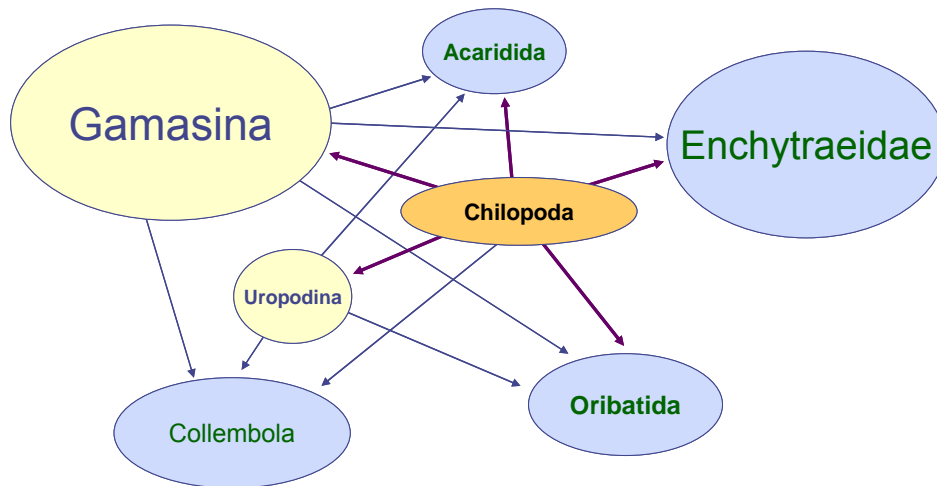 Acaridida
Gamasina
Enchytraeidae
Chilopoda
Uropodina
Oribatida
Collembola